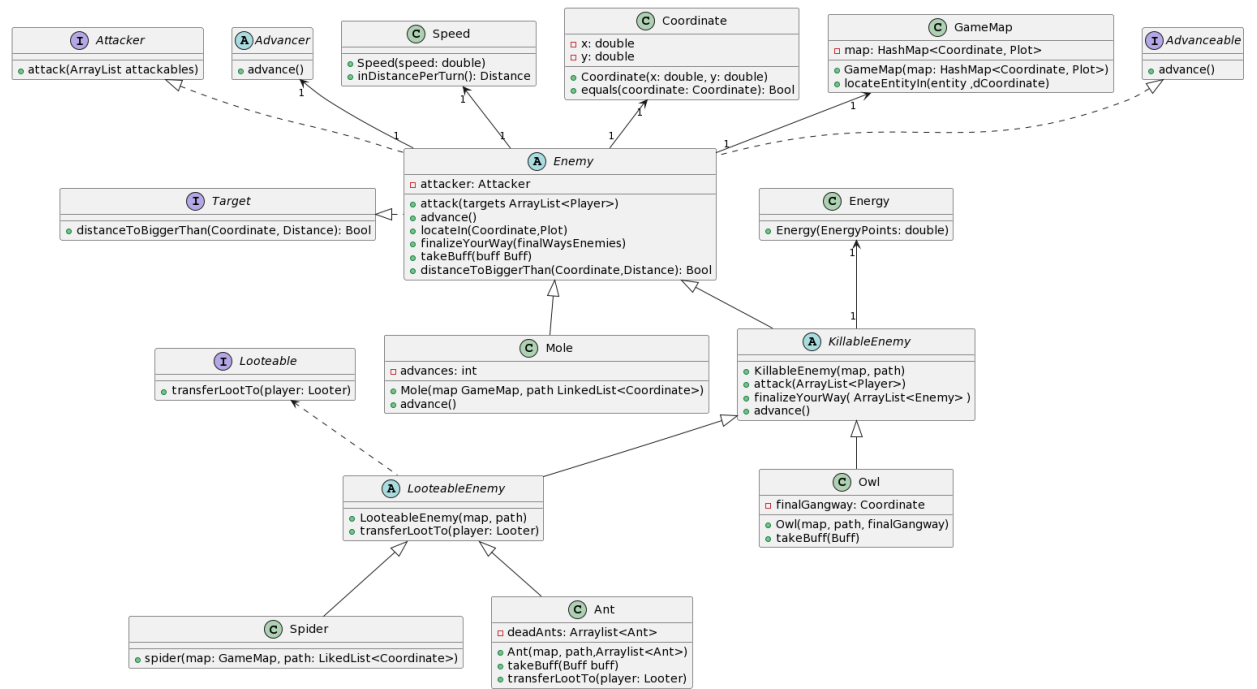 I Attacker
attack(ArrayList attackables)
A Advancer
advance()
C Speed
Speed(speed: double)
inDistancePerTurn(): Distance
C Coordinate
x: double
y: double
Coordinate(x: double, y: double)
equals(coordinate: Coordinate): Bool
C GameMap
map: HashMap<Coordinate, Plot>
GameMap(map: HashMap<Coordinate, Plot>)
locateEntityIn(entity ,dCoordinate)
I Advanceable
advance()
1
1
1
1
1
1
1
1
A Enemy
attacker: Attacker
attack(targets ArrayList<Player>)
advance()
locateIn(Coordinate,Plot)
finalizeYourWay(finalWaysEnemies)
takeBuff(buff Buff)
distanceToBiggerThan(Coordinate,Distance): Bool
I Target
distanceToBiggerThan(Coordinate, Distance): Bool
C Energy
Energy(EnergyPoints: double)
1
1
C Mole
advances: int
Mole(map GameMap, path LinkedList<Coordinate>)
advance()
A KillableEnemy
KillableEnemy(map, path)
attack(ArrayList<Player>)
finalizeYourWay( ArrayList<Enemy> )
advance()
I Looteable
transferLootTo(player: Looter)
A LooteableEnemy
LooteableEnemy(map, path)
transferLootTo(player: Looter)
C Owl
finalGangway: Coordinate
Owl(map, path, finalGangway)
takeBuff(Buff)
C Spider
spider(map: GameMap, path: LikedList<Coordinate>)
C Ant
deadAnts: Arraylist<Ant>
Ant(map, path,Arraylist<Ant>)
takeBuff(Buff buff)
transferLootTo(player: Looter)